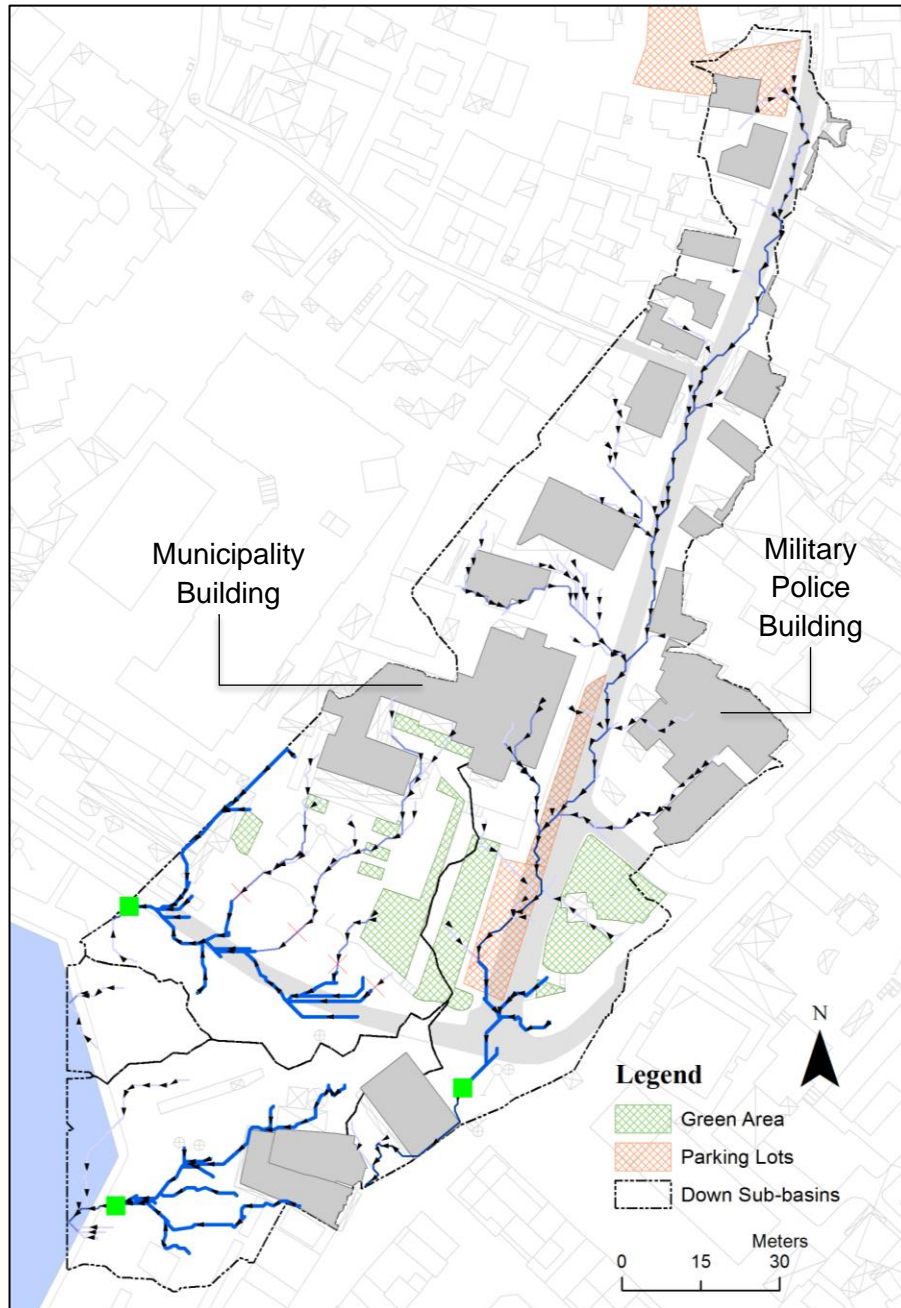 Municipality
Building
Military
Police
Building
N
Legend
Green Area
Parking Lots
Down Sub-basins
Meters
0 15 30